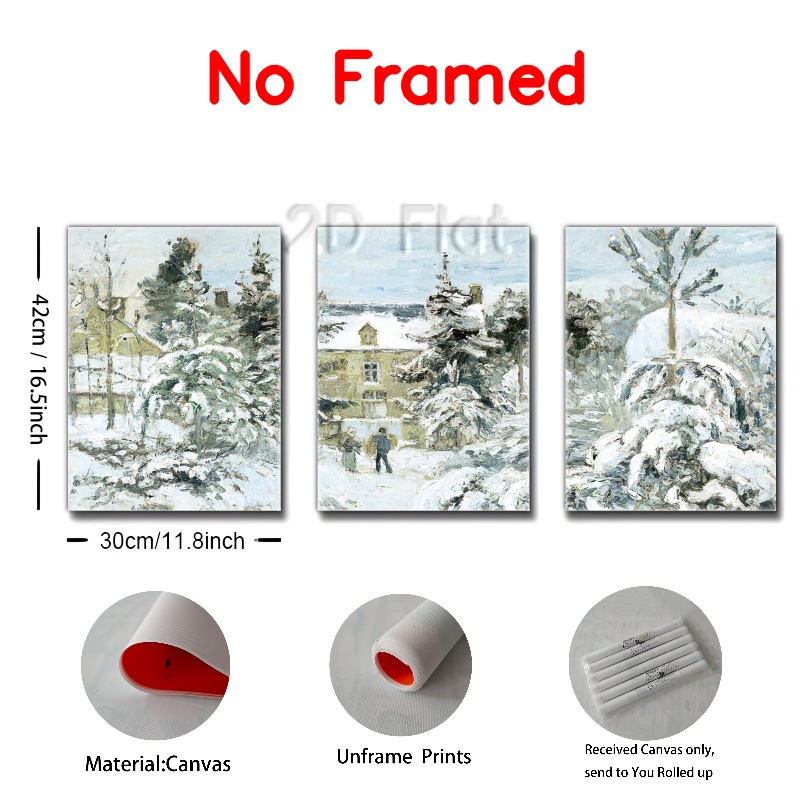 No Framed
2D Flat
42cm / 16.5inch
30cm/11.8inch
Material:Canvas
Unframe Prints
Received Canvas only,
send to You Rolled up